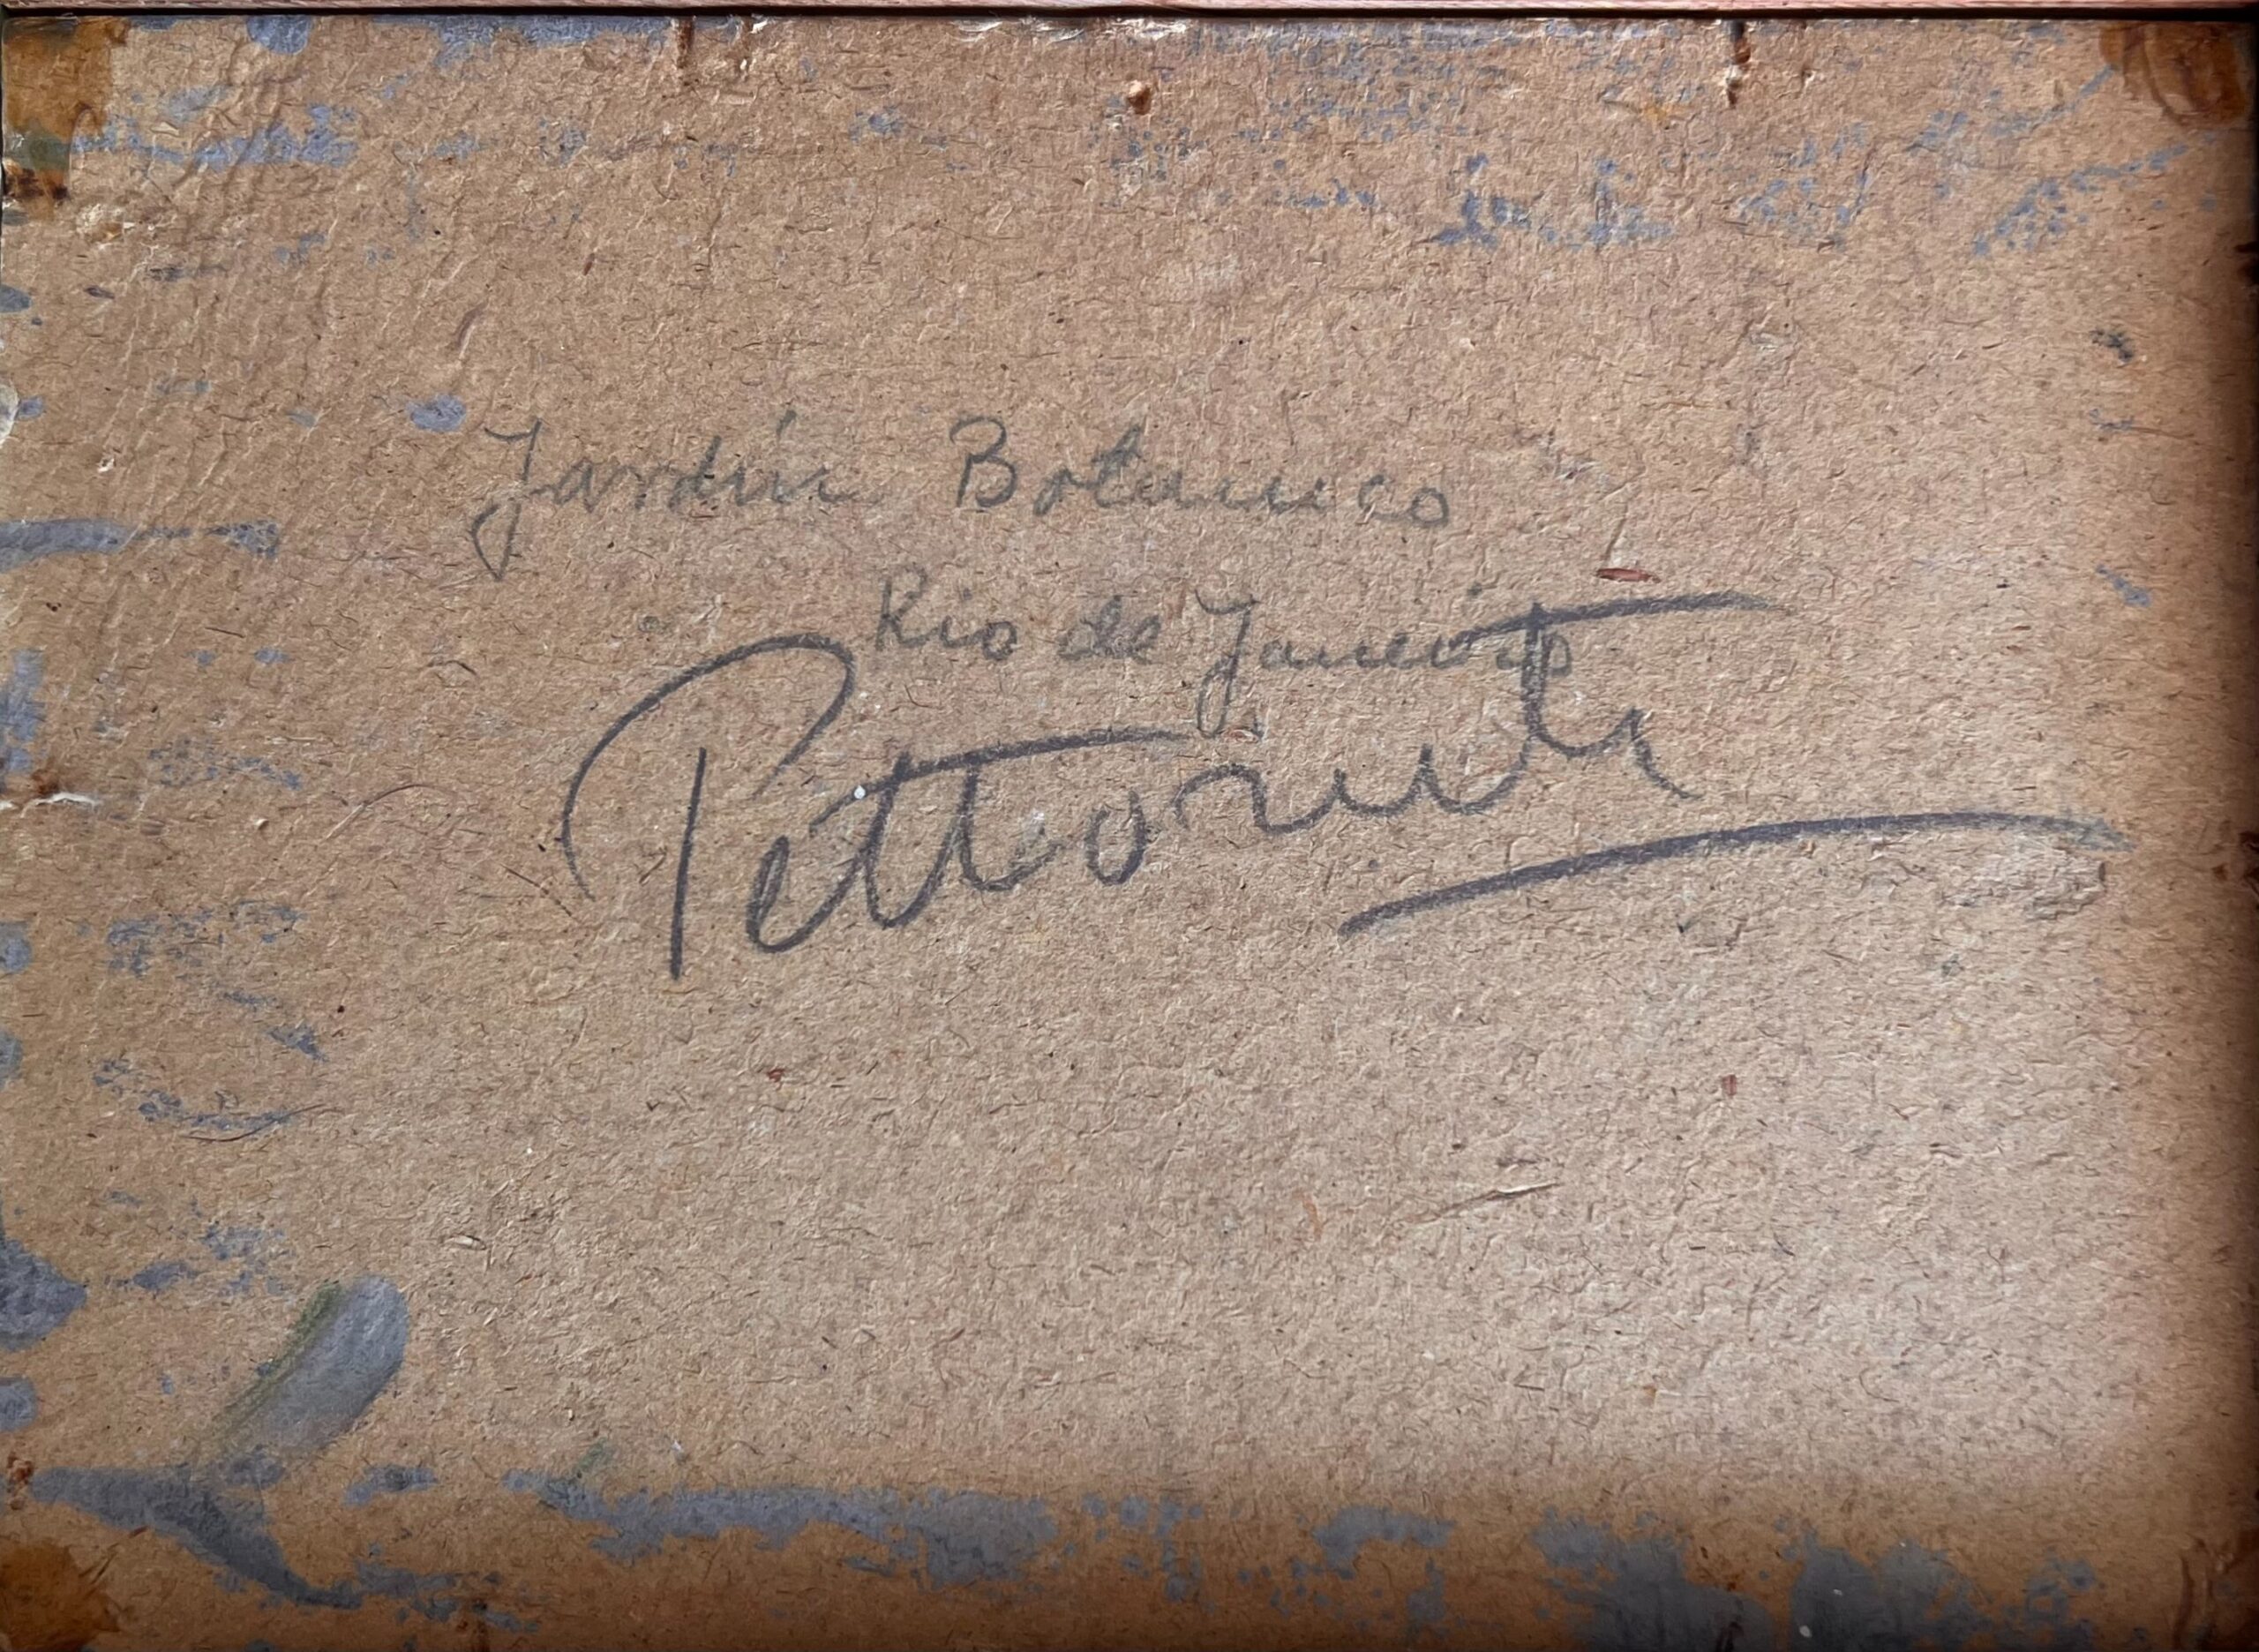 Jardín Botanico
Rio de Janeiro
Pettoruti